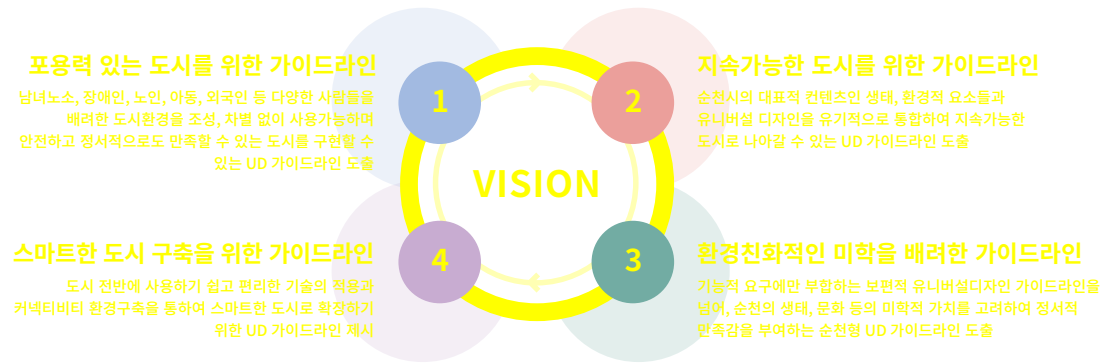 포용력 있는 도시를 위한 가이드라인
남녀노소, 장애인, 노인, 아동, 외국인 등 다양한 사람들을
배려한 도시환경을 조성, 차별 없이 사용가능하며
안전하고 정서적으로도 만족할 수 있는 도시를 구현할 수
있는 UD 가이드라인 도출
1
2
지속가능한 도시를 위한 가이드라인
순천시의 대표적 컨텐츠인 생태, 환경적 요소들과
유니버설 디자인을 유기적으로 통합하여 지속가능한
도시로 나아갈 수 있는 UD 가이드라인 도출
VISION
스마트한 도시 구축을 위한 가이드라인
도시 전반에 사용하기 쉽고 편리한 기술의 적용과
커넥티비티 환경구축을 통하여 스마트한 도시로 확장하기
위한 UD 가이드라인 제시
4
3
환경친화적인 미학을 배려한 가이드라인
기능적 요구에만 부합하는 보편적 유니버설디자인 가이드라인을
넘어, 순천의 생태, 문화 등의 미학적 가치를 고려하여 정서적
만족감을 부여하는 순천형 UD 가이드라인 도출